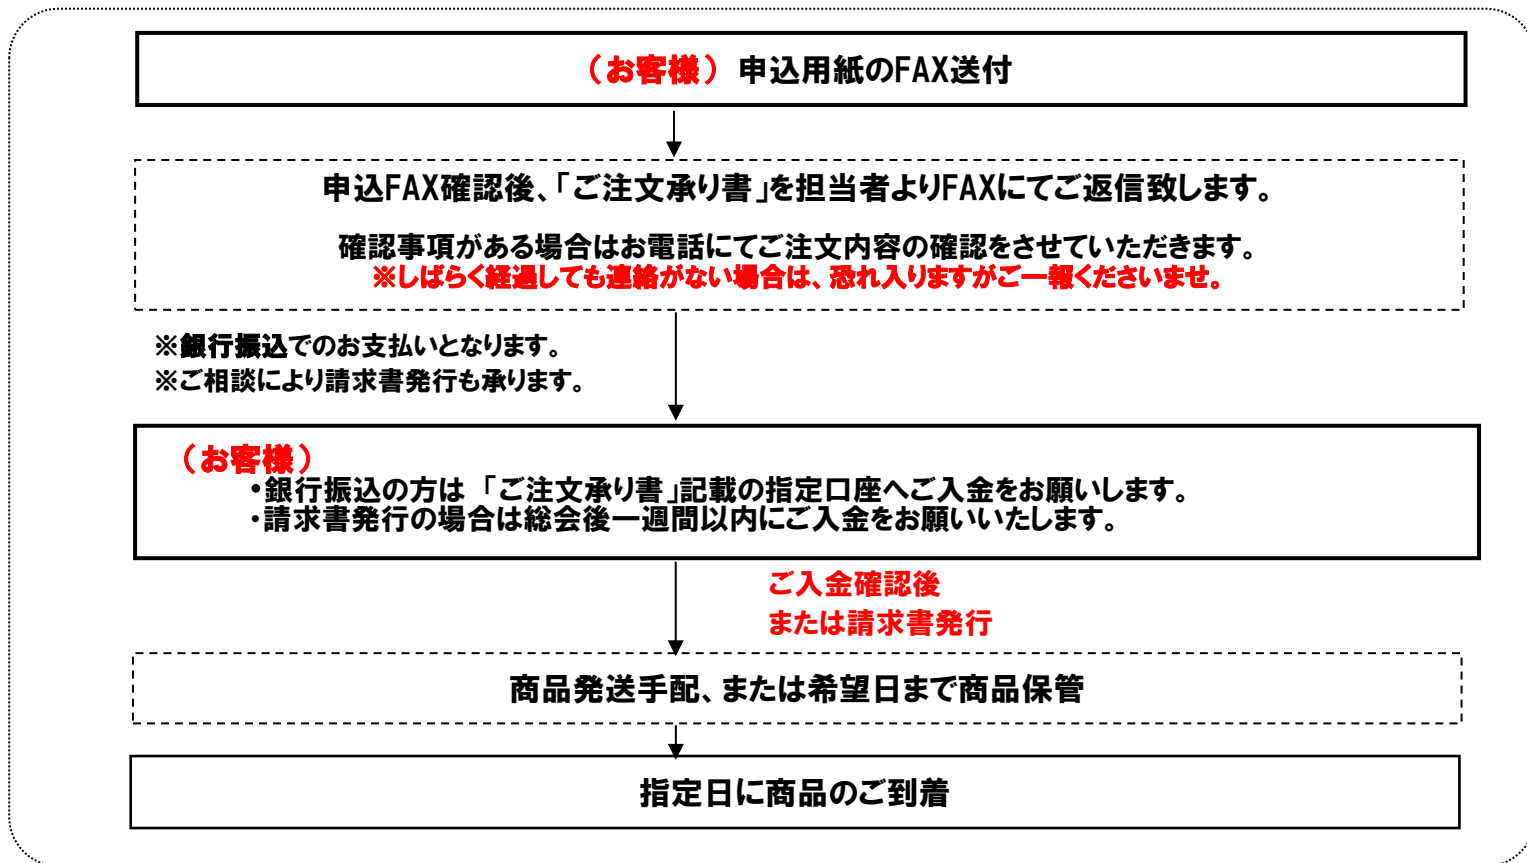 （お客様）申込用紙のFAX送付
申込FAX確認後、「ご注文承り書」を担当者よりFAXにてご返信致します。
確認事項がある場合はお電話にてご注文内容の確認をさせていただきます。
※しばらく経過しても連絡がない場合は、恐れ入りますがご一報くださいませ。
※銀行振込でのお支払いとなります。
※ご相談により請求書発行も承ります。
（お客様）
・銀行振込の方は「ご注文承り書」記載の指定口座へご入金をお願いします。
・請求書発行の場合は総会後一週間以内にご入金をお願いいたします。
ご入金確認後
または請求書発行
商品発送手配、または希望日まで商品保管
指定日に商品のご到着